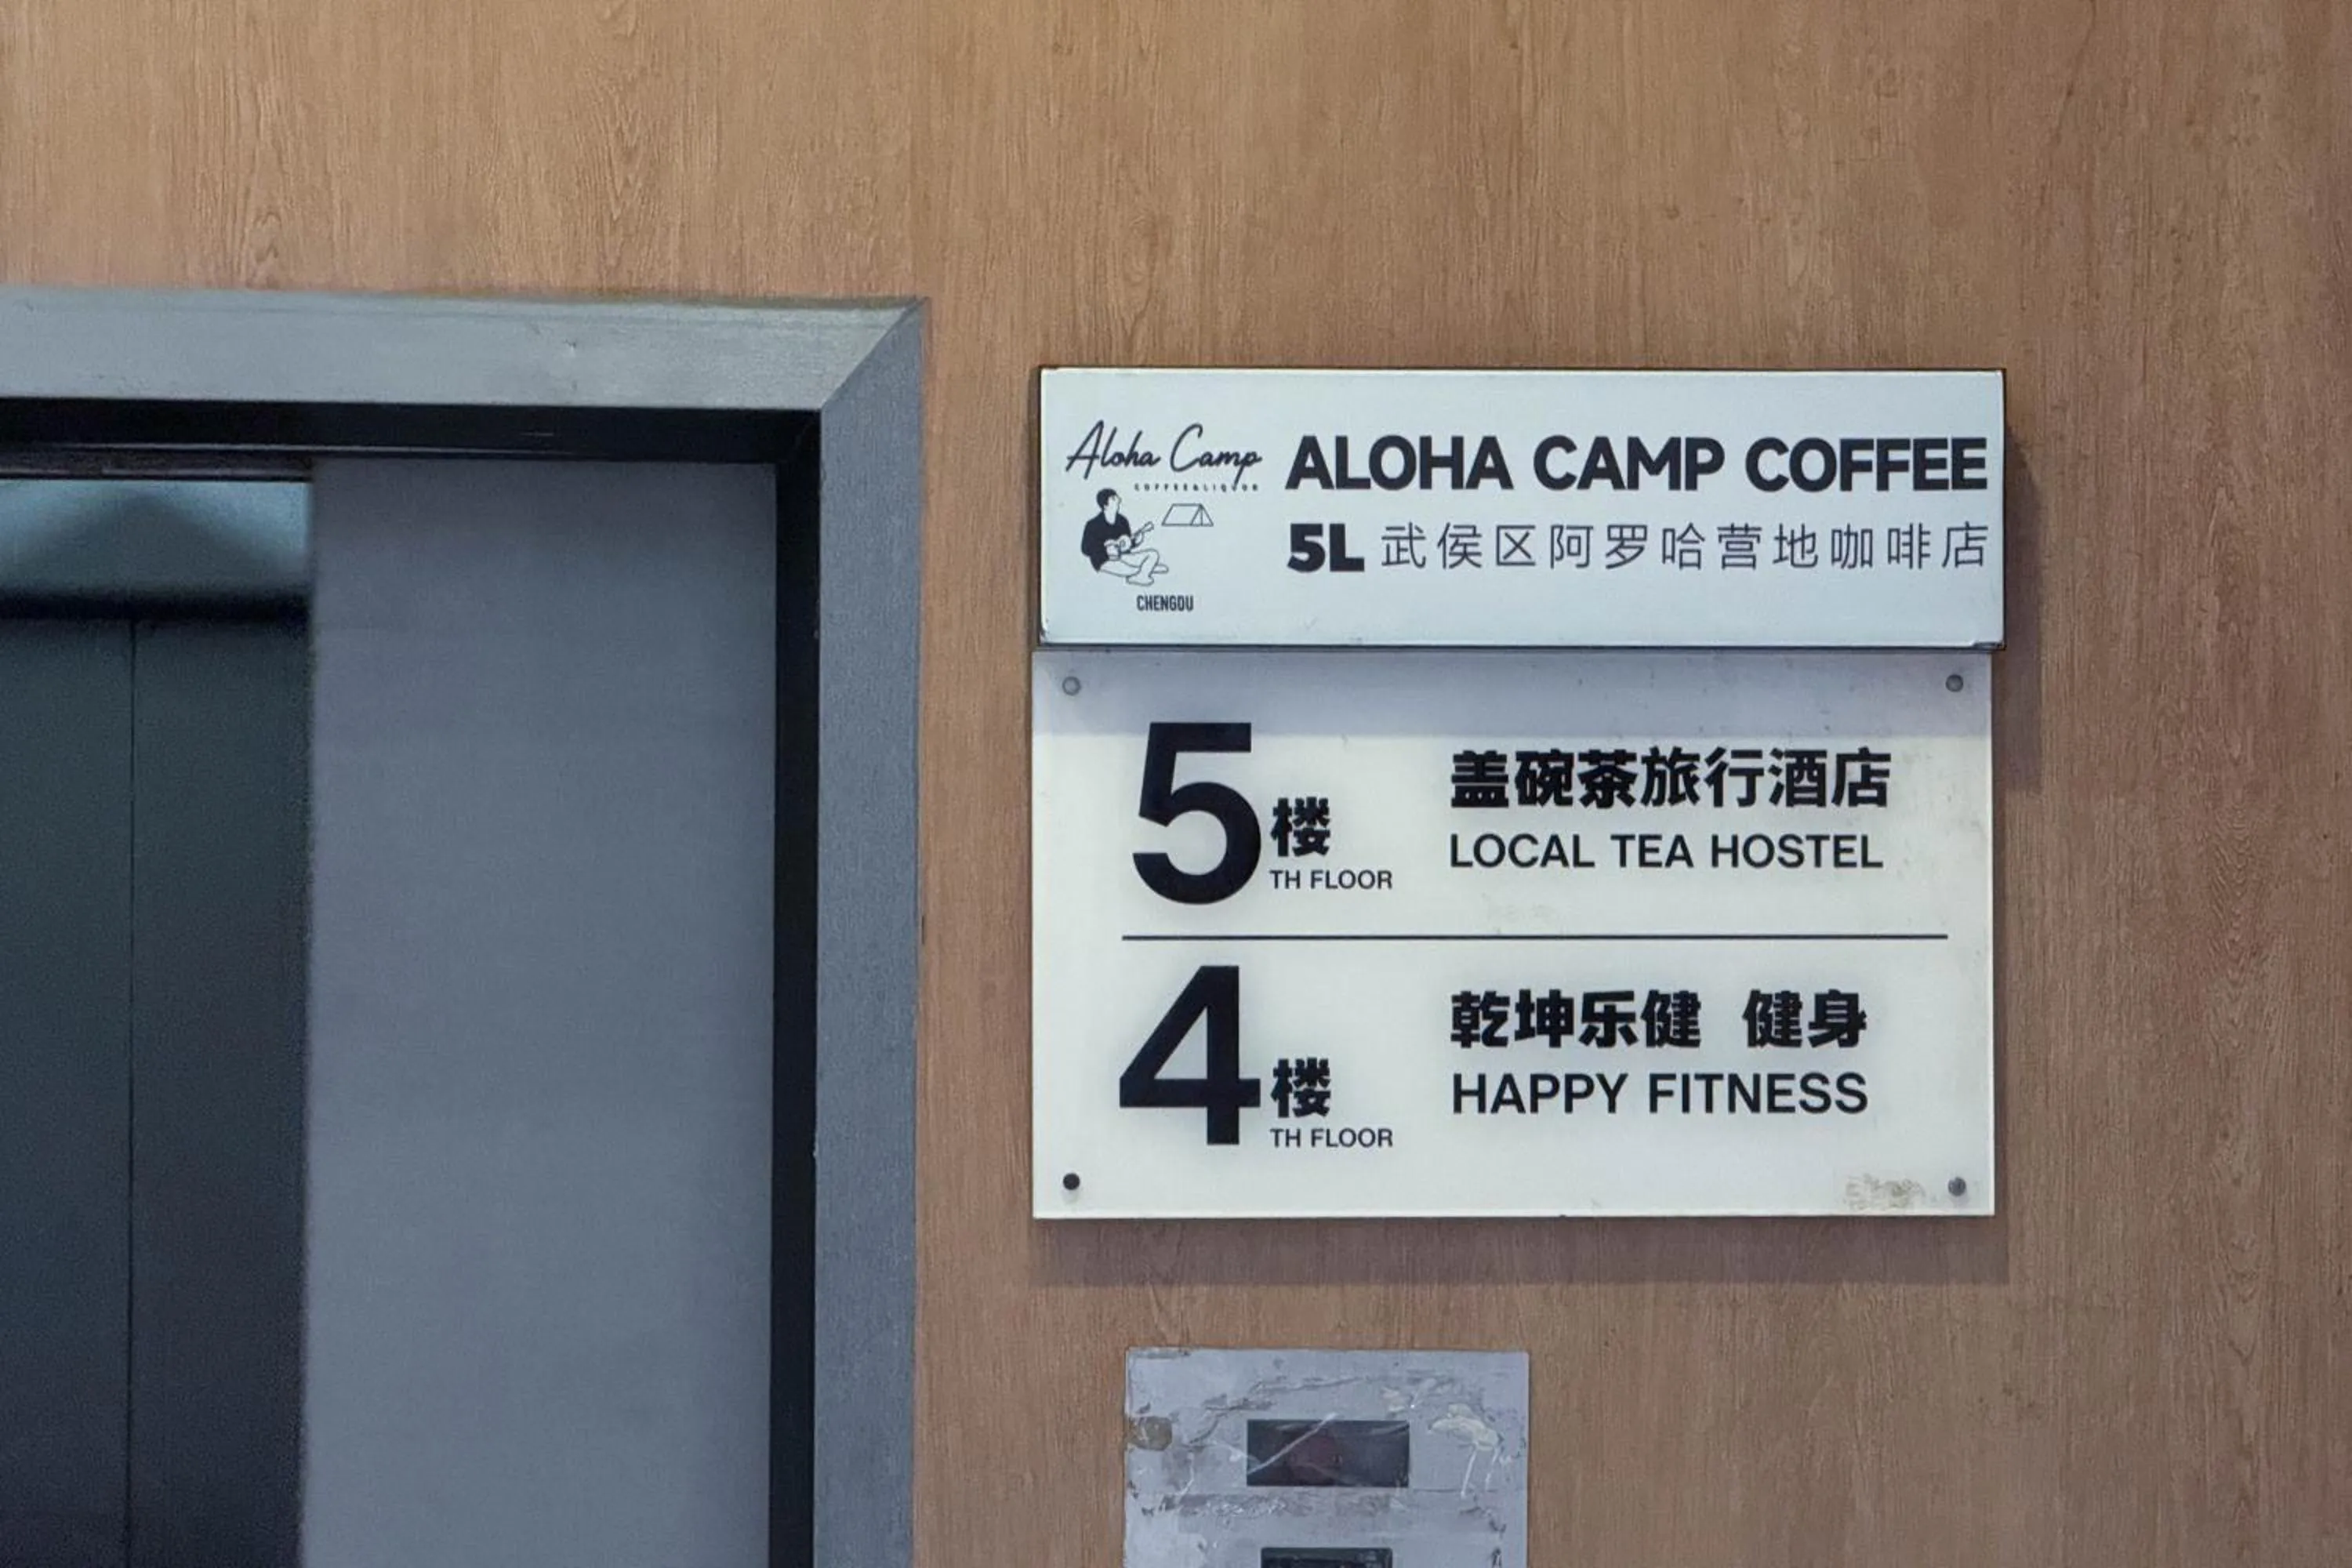 Aloha Camp
COFFEE&LIQUOR
CHENGDU
ALOHA CAMP COFFEE
5L 武侯区阿罗哈营地咖啡店
5楼
TH FLOOR
盖碗茶旅行酒店
LOCAL TEA HOSTEL
4楼
TH FLOOR
乾坤乐健 健身
HAPPY FITNESS